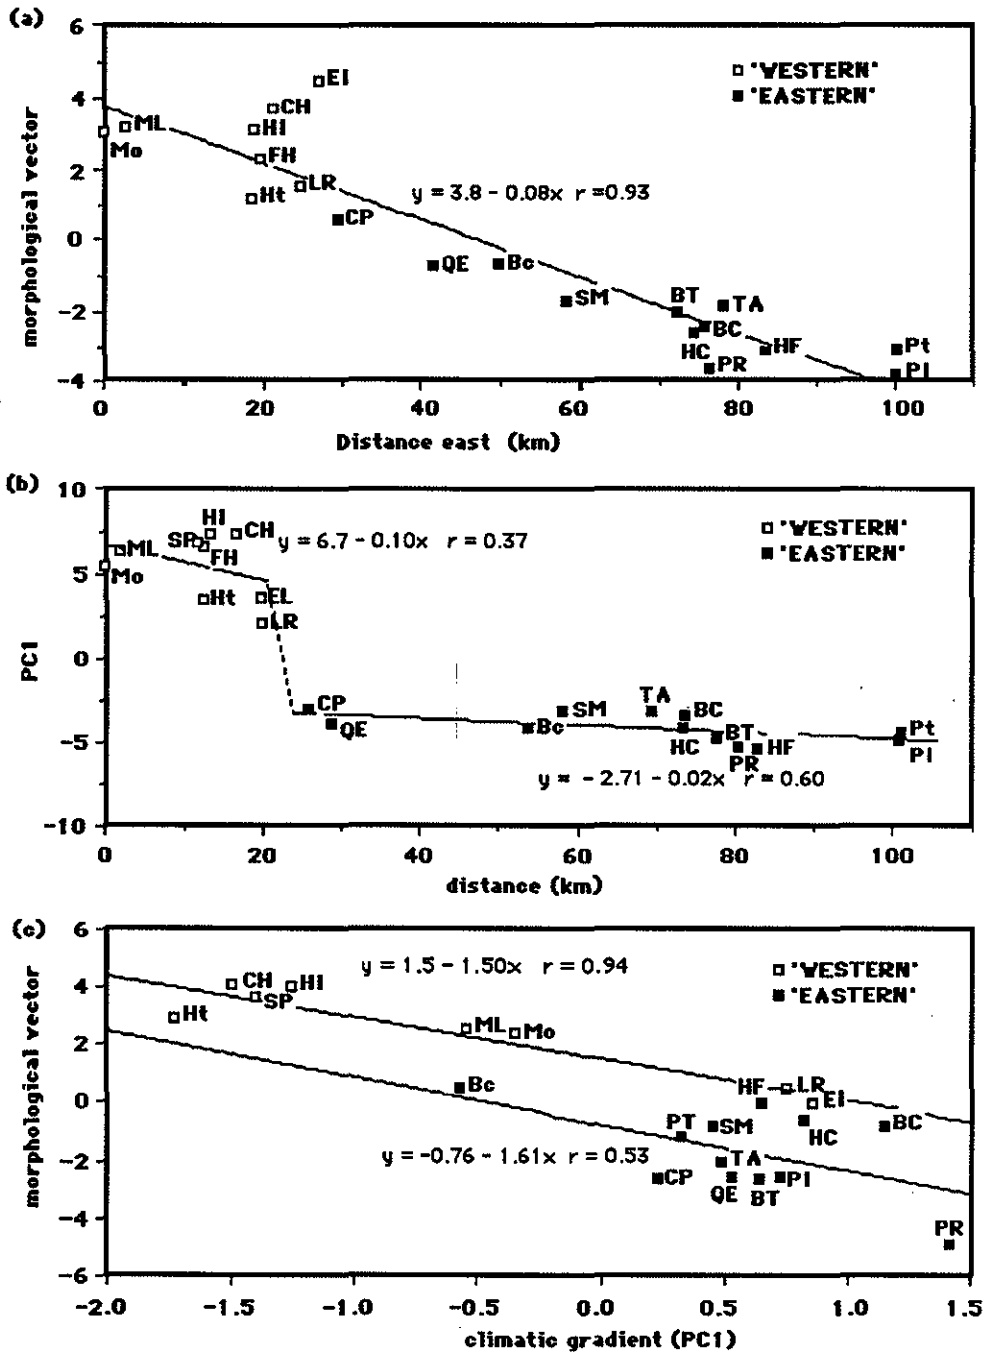 (a)
6
4
2
0
-2
-4
morphological vector
EI
CH
HI
ML
Mo
FH
LR
Ht
CP
QE
Bc
SM
BT
TA
BC
HC
PR
HF
Pt
PI
y = 3.8 - 0.08x r =0.93
"WESTERN"
"EASTERN"
0 20 40 60 80 100
Distance east (km)
(b)
10
5
0
-5
-10
PC1
HI
SP
CH
ML
FH
Mo
Ht
EL
LR
CP
QE
Bc
SM
TA
BC
HC
BT
PR
HF
Pt
PI
y = 6.7 - 0.10x r = 0.37
y = - 2.71 - 0.02x r = 0.60
"WESTERN"
"EASTERN"
0 20 40 60 80 100
distance (km)
(c)
6
4
2
0
-2
-4
-6
morphological vector
CH
HI
SP
Ht
ML
Mo
Bc
HF
LR
EI
PT
SM
HC
BC
CP
TA
QE
BT
PI
PR
y = 1.5 - 1.50x r = 0.94
y = -0.76 - 1.61x r = 0.53
"WESTERN"
"EASTERN"
-2.0 -1.5 -1.0 -0.5 0.0 0.5 1.0 1.5
climatic gradient (PC1)